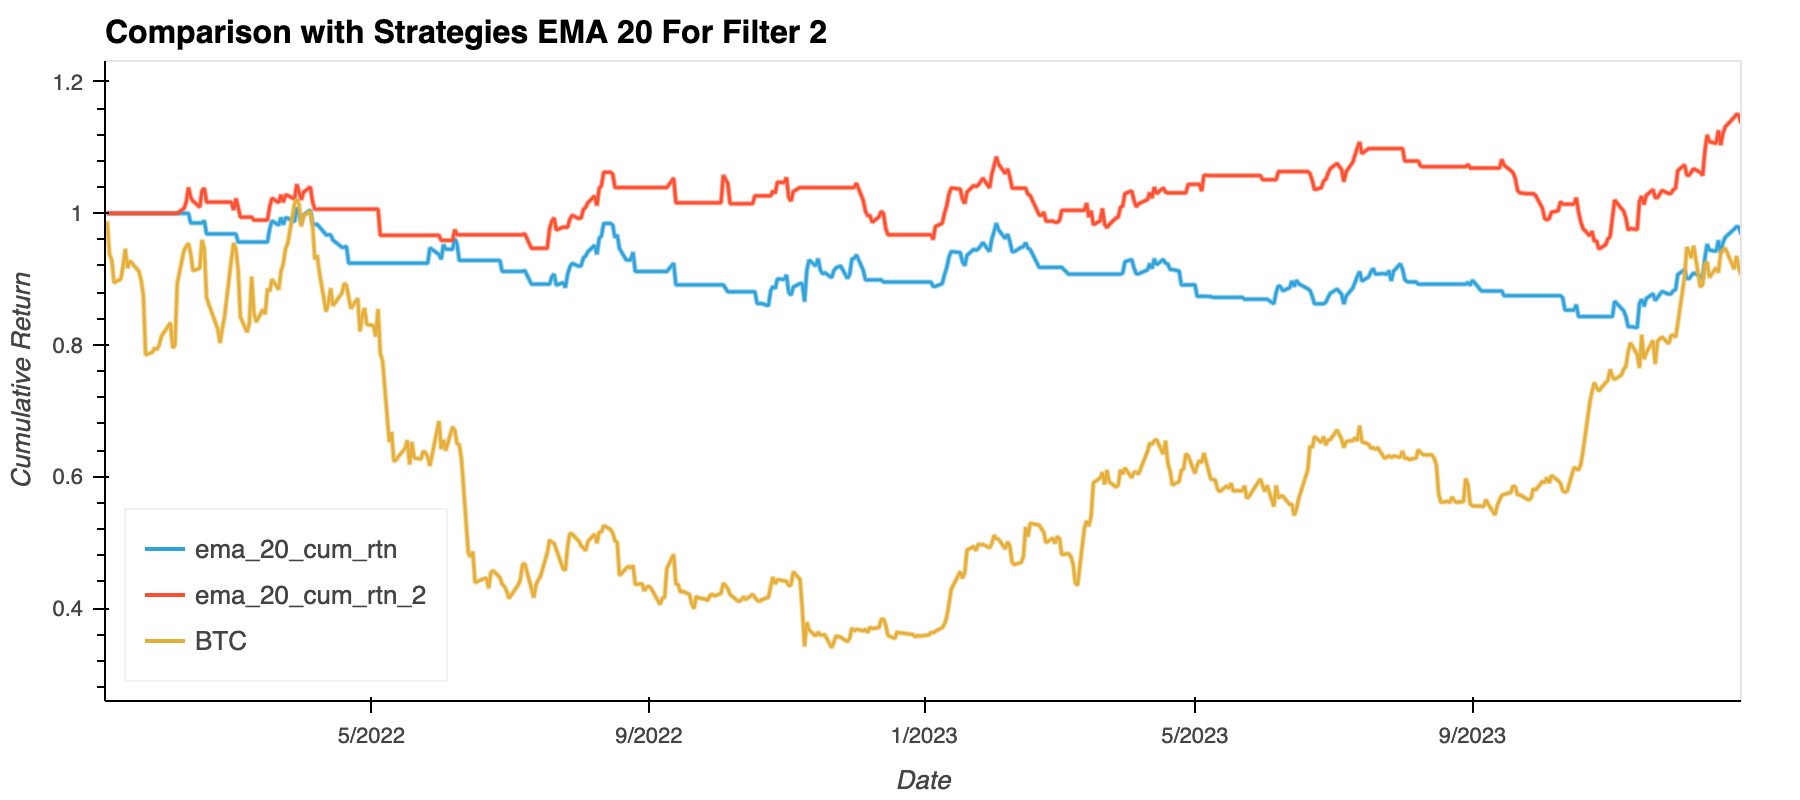 Comparison with Strategies EMA 20 For Filter 2
1.2
1
0.8
0.6
0.4
Cumulative Return
ema_20_cum_rtn
ema_20_cum_rtn_2
BTC
5/2022
9/2022
1/2023
5/2023
9/2023
Date